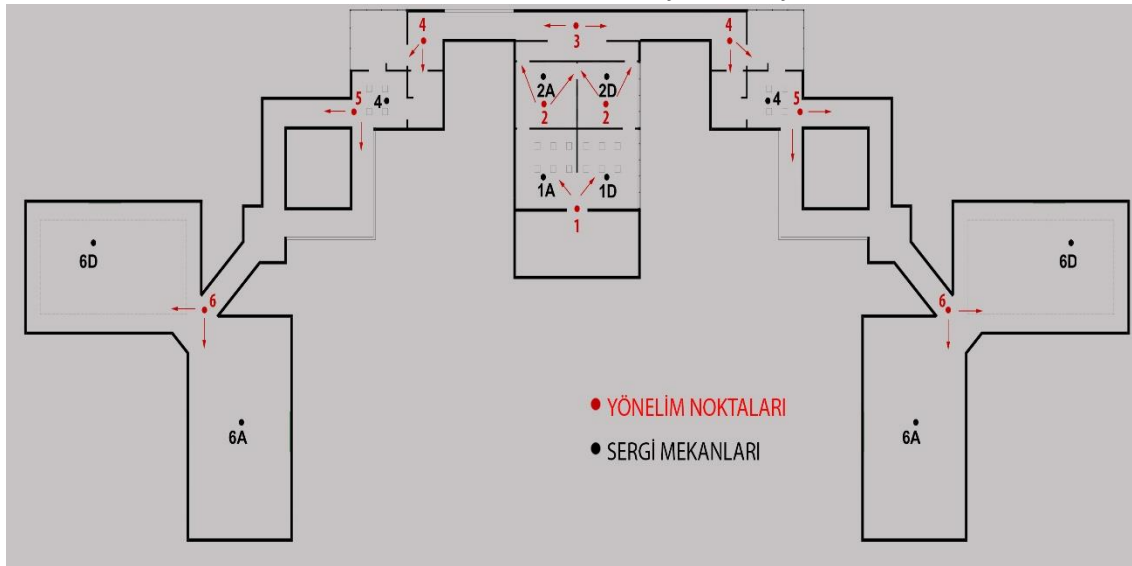 4 3 4
2A 2D
5 4 2 2 4 5
1A 1D
1
6D 6D
6 6
YÖNELİM NOKTALARI
6A 6A
SERGİ MEKANLARI